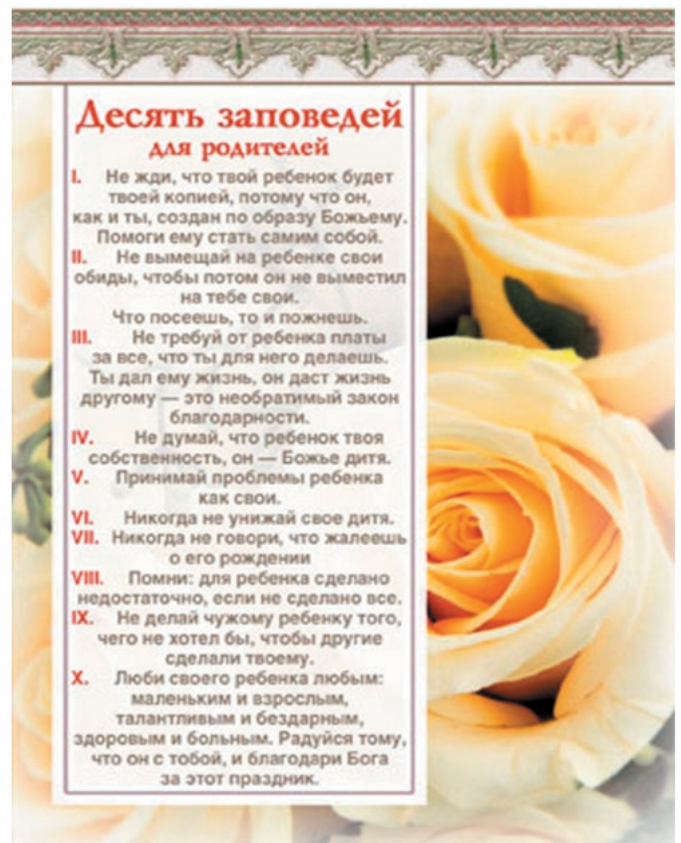 Десять заповедей
для родителей
I. Не жди, что твой ребенок будет
твоей копией, потому что он,
как и ты, создан по образу Божьему.
Помоги ему стать самим собой.
II. Не вымещай на ребенке свои
обиды, чтобы потом он не выместил
на тебе свои.
Что посеешь, то и пожнешь.
III. Не требуй от ребенка платы
за все, что ты для него делаешь.
Ты дал ему жизнь, он даст жизнь
другому — это необратимый закон
благодарности.
IV. Не думай, что ребенок твоя
собственность, он — Божье дитя.
V. Принимай проблемы ребенка
как свои.
VI. Никогда не унижай свое дитя.
VII. Никогда не говори, что жалеешь
о его рождении
VIII. Помни: для ребенка сделано
недостаточно, если не сделано все.
IX. Не делай чужому ребенку того,
чего не хотел бы, чтобы другие
сделали твоему.
X. Люби своего ребенка любым:
маленьким и взрослым,
талантливым и бездарным,
здоровым и больным. Радуйся тому,
что он с тобой, и благодари Бога
за этот праздник.